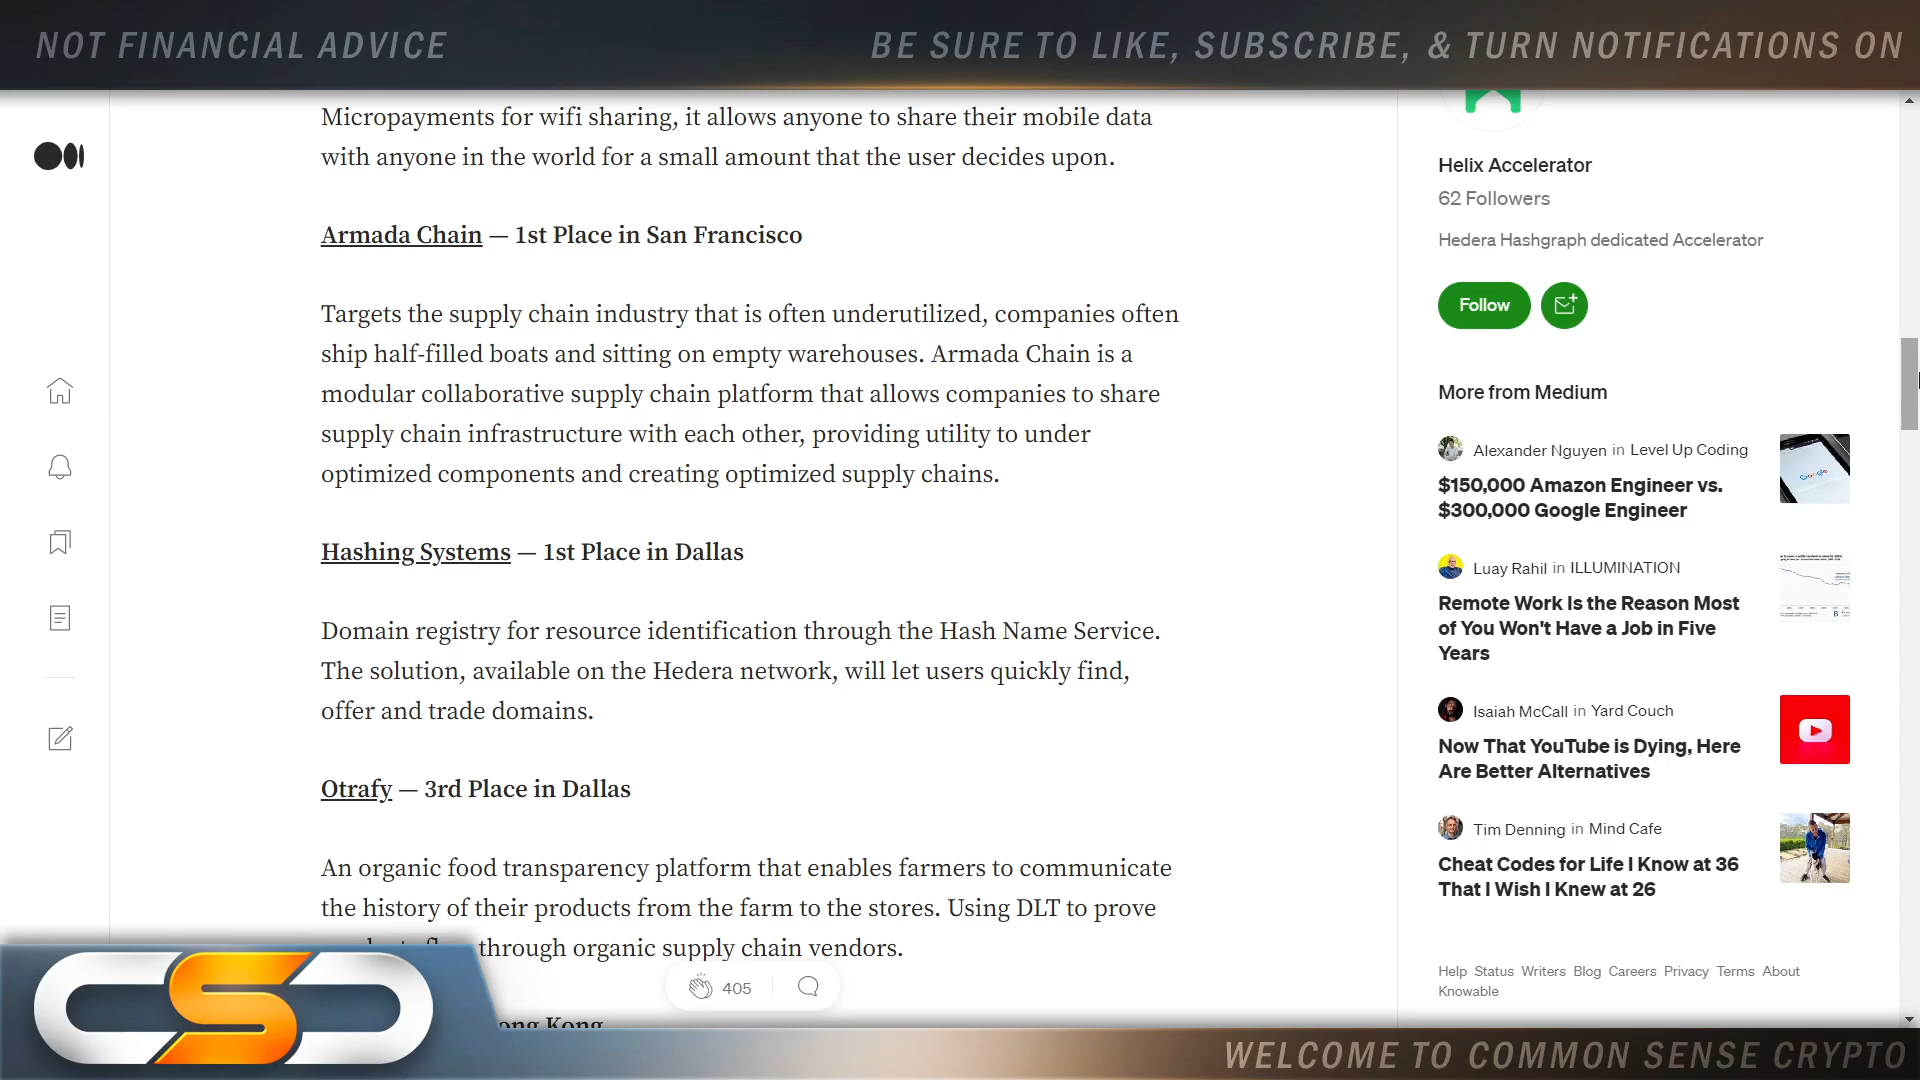 NOT FINANCIAL ADVICE
BE SURE TO LIKE, SUBSCRIBE, & TURN NOTIFICATIONS ON
Micropayments for wifi sharing, it allows anyone to share their mobile data
with anyone in the world for a small amount that the user decides upon.
Armada Chain — 1st Place in San Francisco
Targets the supply chain industry that is often underutilized, companies often
ship half-filled boats and sitting on empty warehouses. Armada Chain is a
modular collaborative supply chain platform that allows companies to share
supply chain infrastructure with each other, providing utility to under
optimized components and creating optimized supply chains.
Hashing Systems — 1st Place in Dallas
Domain registry for resource identification through the Hash Name Service.
The solution, available on the Hedera network, will let users quickly find,
offer and trade domains.
Otrafy — 3rd Place in Dallas
An organic food transparency platform that enables farmers to communicate
the history of their products from the farm to the stores. Using DLT to prove
through organic supply chain vendors.
405
Kong
Helix Accelerator
62 Followers
Hedera Hashgraph dedicated Accelerator
Follow
More from Medium
Alexander Nguyen in Level Up Coding
$150,000 Amazon Engineer vs.
$300,000 Google Engineer
Luay Rahil in ILLUMINATION
Remote Work Is the Reason Most
of You Won't Have a Job in Five
Years
Isaiah McCall in Yard Couch
Now That YouTube is Dying, Here
Are Better Alternatives
Tim Denning in Mind Cafe
Cheat Codes for Life I Know at 36
That I Wish I Knew at 26
Help Status Writers Blog Careers Privacy Terms About
Knowable
CSC
WELCOME TO COMMON SENSE CRYPTO